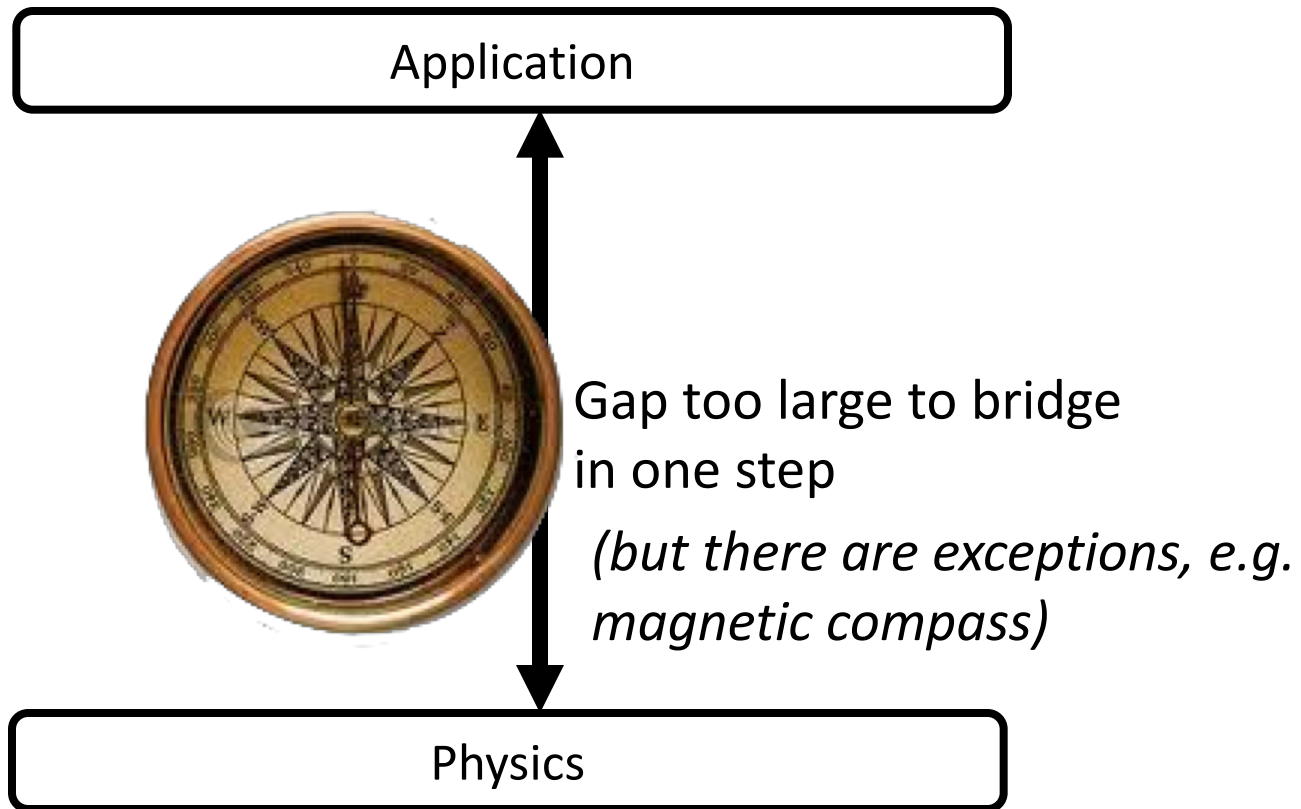 Application
W
S
Gap too large to bridge
in one step
(but there are exceptions, e.g.
magnetic compass)
Physics